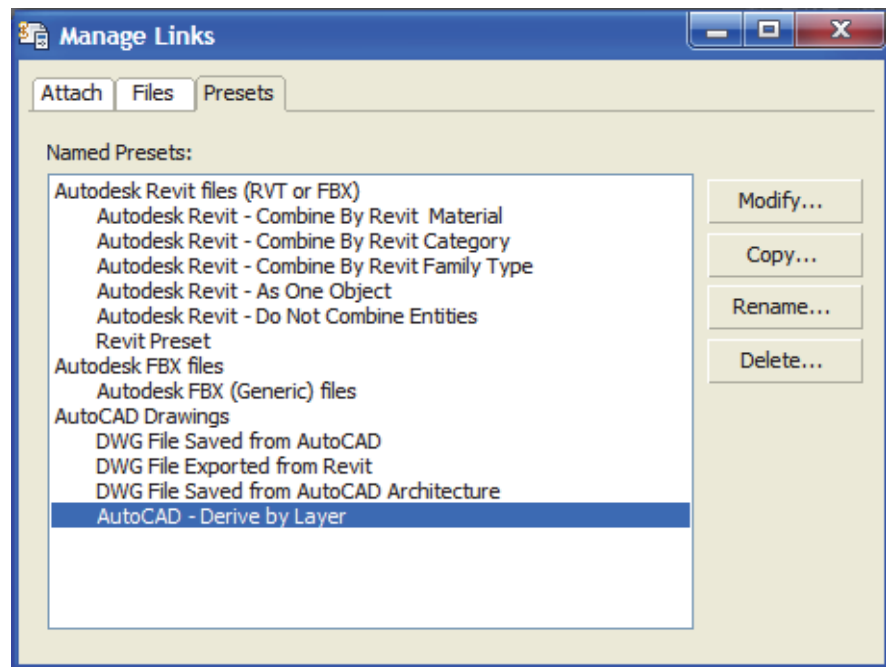 Manage Links
Attach Files Presets
Named Presets:
Autodesk Revit files (RVT or FBX)
Autodesk Revit - Combine By Revit Material
Autodesk Revit - Combine By Revit Category
Autodesk Revit - Combine By Revit Family Type
Autodesk Revit - As One Object
Autodesk Revit - Do Not Combine Entities
Revit Preset
Autodesk FBX files
Autodesk FBX (Generic) files
AutoCAD Drawings
DWG File Saved from AutoCAD
DWG File Exported from Revit
DWG File Saved from AutoCAD Architecture
AutoCAD - Derive by Layer
Modify...
Copy...
Rename...
Delete...